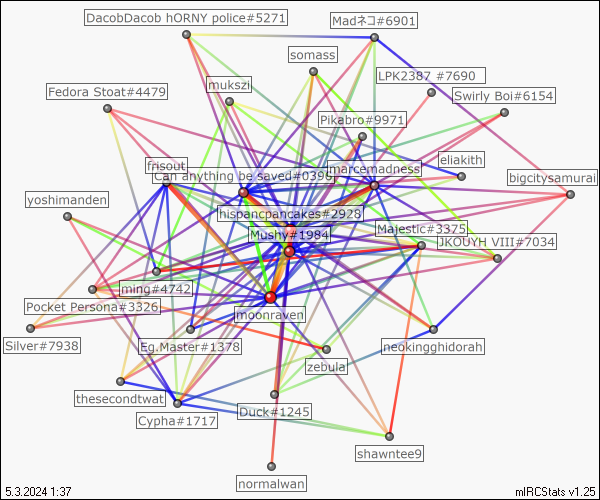 DacobDacob hORNY police#5271
Madネコ#6901
somass
LPK2387 #7690
mukszi
Fedora Stoat#4479
Swirly Boi#6154
Pikabro#9971
eliakith
frisout
marcemadness
Can anything be saved#0396
bigcitysamurai
yoshimanden
hispancpancakes#2928
Majestic#3375
Mushy#1984
JKOUYH VIII#7034
ming#4742
Pocket Persona#3326
moonraven
Silver#7938
Eg.Master#1378
neokingghidorah
zebula
thesecondtwat
Duck#1245
Cypha#1717
shawntee9
normalwan
5.3.2024 1:37
mIRCStats v1.25